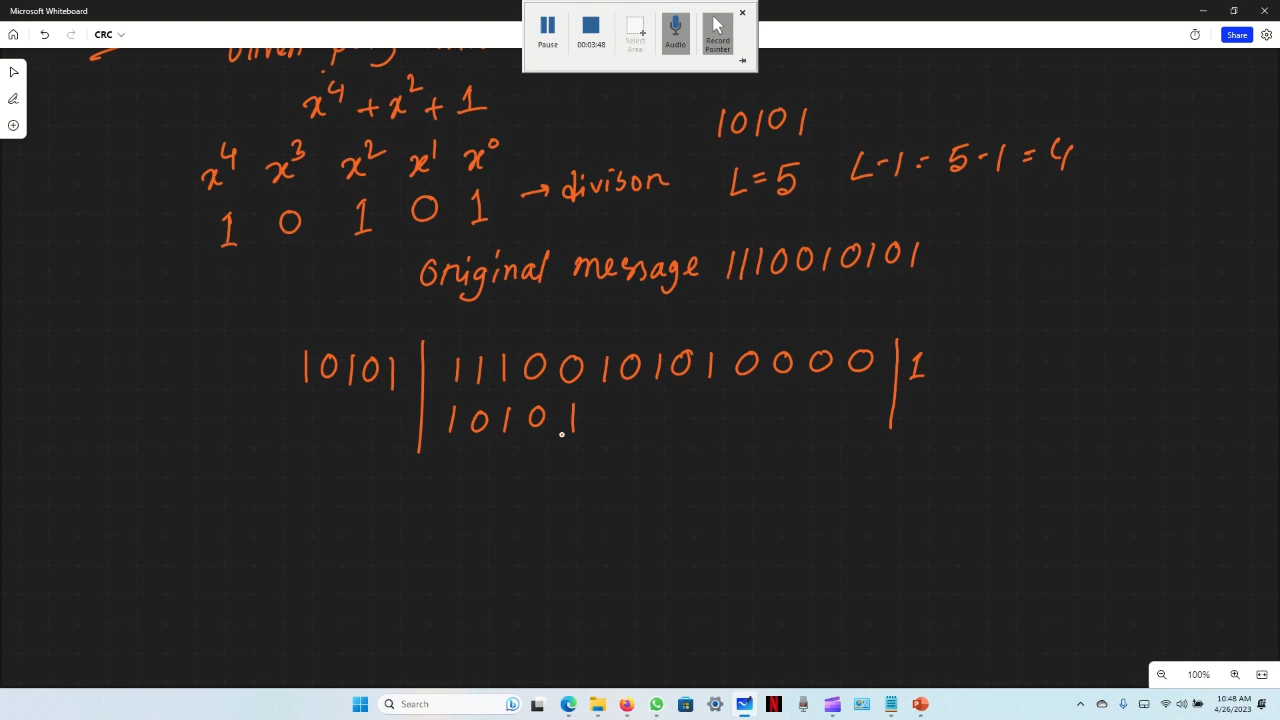 Microsoft Whiteboard
CRC
Share
Pause
00:03:48
Select Area
Audio
Record Pointer
Given
x⁴ + x² + 1
x⁴ x³ x² x¹ x⁰
1 0 1 0 1 → divison
10101
L = 5 L-1 = 5-1 = 4
Original message 1110010101
10101 | 11100101010000 | 1
10101
100%
Search
10:48 AM
4/26/2023